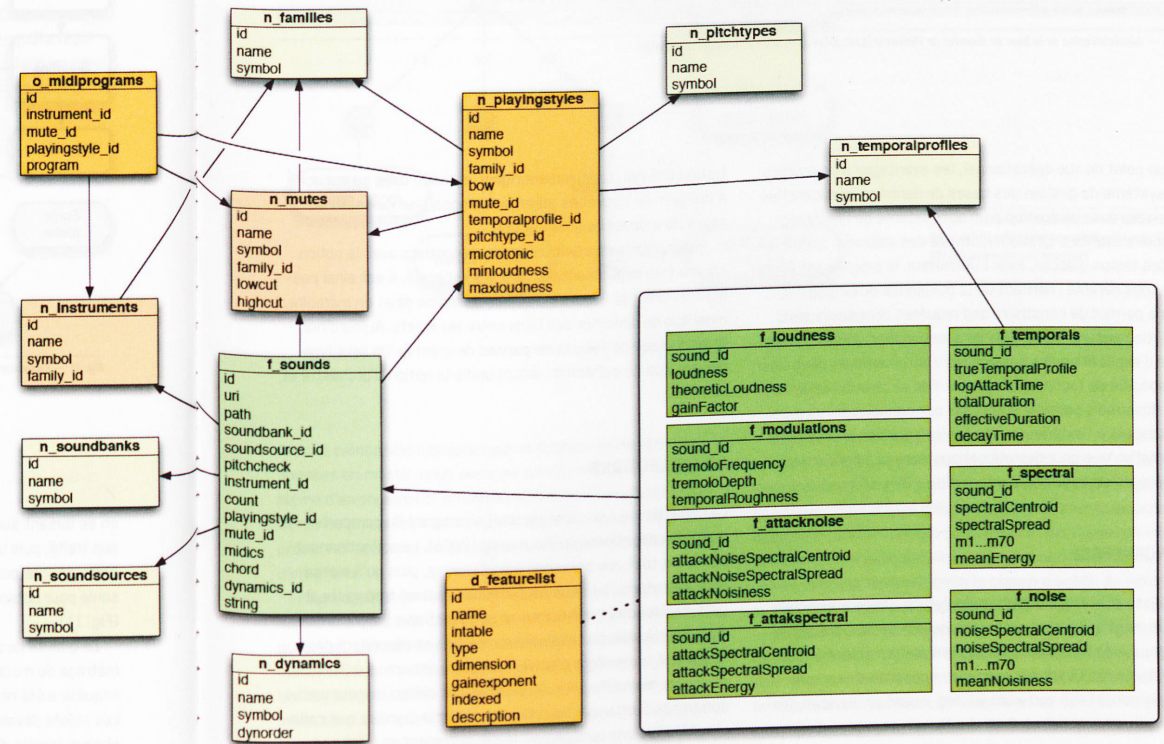 n_families
id
name
symbol
n_pitchtypes
id
name
symbol
o_midiprograms
id
instrument_id
mute_id
playingstyle_id
program
n_playingstyles
id
name
symbol
family_id
bow
mute_id
temporalprofile_id
pitchtype_id
microtonic
minloudness
maxloudness
n_temporalprofiles
id
name
symbol
n_mutes
id
name
symbol
family_id
lowcut
highcut
n_instruments
id
name
symbol
family_id
f_sounds
id
uri
path
soundbank_id
soundsource_id
pitchcheck
instrument_id
count
playingstyle_id
mute_id
midics
chord
dynamics_id
string
n_soundbanks
id
name
symbol
n_soundsources
id
name
symbol
n_dynamics
id
name
symbol
dynorder
d_featurelist
id
name
intable
type
dimension
gainexponent
indexed
description
f_loudness
sound_id
loudness
theoreticLoudness
gainFactor
f_modulations
sound_id
tremoloFrequency
tremoloDepth
temporalRoughness
f_attacknoise
sound_id
attackNoiseSpectralCentroid
attackNoiseSpectralSpread
attackNoisiness
f_attakspectral
sound_id
attackSpectralCentroid
attackSpectralSpread
attackEnergy
f_temporals
sound_id
trueTemporalProfile
logAttackTime
totalDuration
effectiveDuration
decayTime
f_spectral
sound_id
spectralCentroid
spectralSpread
m1...m70
meanEnergy
f_noise
sound_id
noiseSpectralCentroid
noiseSpectralSpread
m1...m70
meanNoisiness